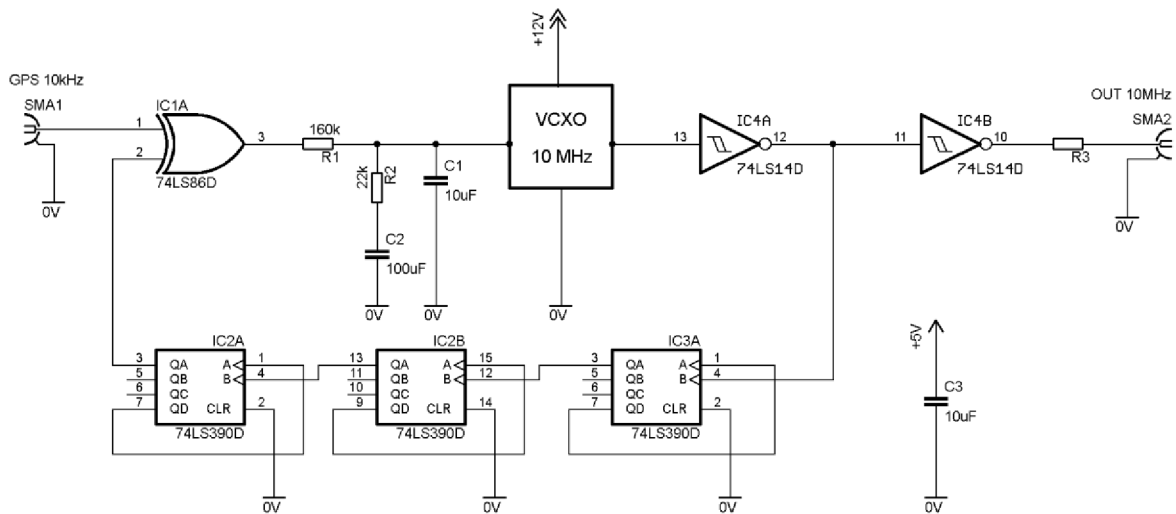 +12V
GPS 10kHz
SMA1
IC1A
1
2
3
74LS86D
0V
160k
R1
22k
R2
C1
10uF
C2
100uF
0V
0V
VCXO
10 MHz
0V
13
IC4A
12
74LS14D
11
IC4B
10
74LS14D
R3
OUT 10MHz
SMA2
0V
IC2A
3
5
6
7
QA
QB
QC
QD
A
B
CLR
1
4
2
74LS390D
0V
IC2B
13
11
10
9
QA
QB
QC
QD
A
B
CLR
15
12
14
74LS390D
0V
IC3A
3
5
6
7
QA
QB
QC
QD
A
B
CLR
1
4
2
74LS390D
0V
+5V
C3
10uF
0V